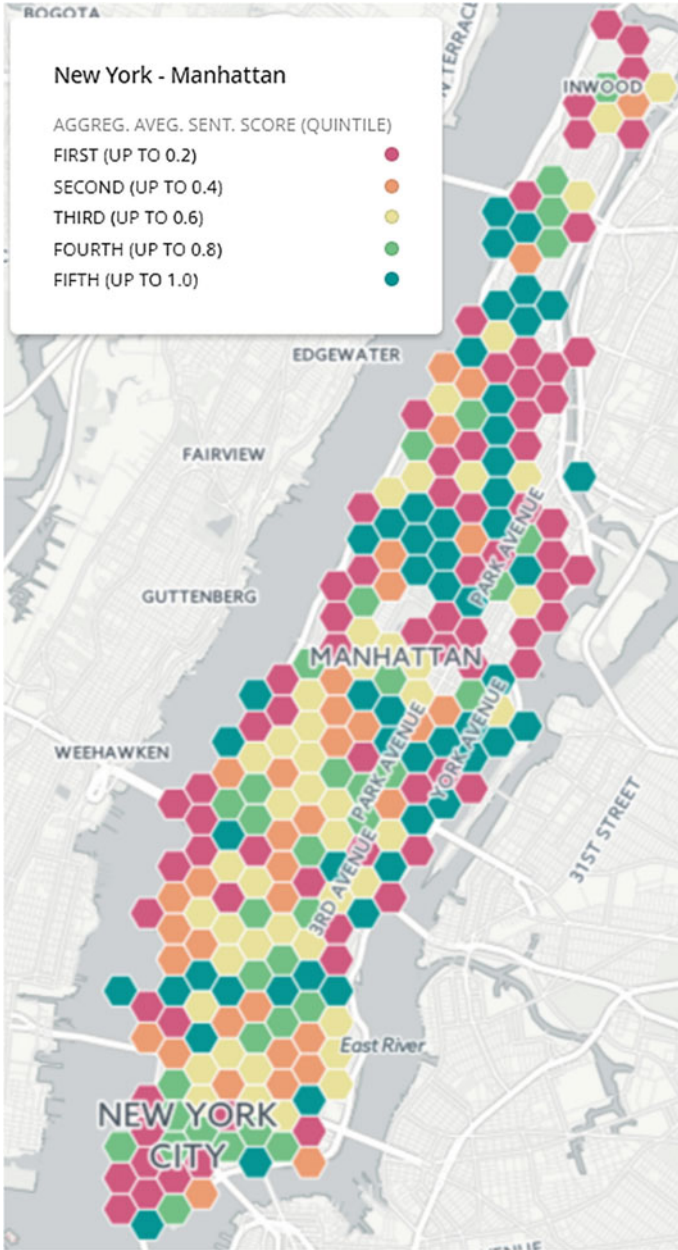 BOGOTA
New York - Manhattan
AGGREG. AVEG. SENT. SCORE (QUINTILE)
FIRST (UP TO 0.2)
SECOND (UP TO 0.4)
THIRD (UP TO 0.6)
FOURTH (UP TO 0.8)
FIFTH (UP TO 1.0)
INWOOD
EDGEWATER
FAIRVIEW
PARK AVENUE
GUTTENBERG
MANHATTAN
WEEHAWKEN
PARK AVENUE
YORK AVENUE
31ST STREET
3RD AVENUE
East River
NEW YORK
CITY